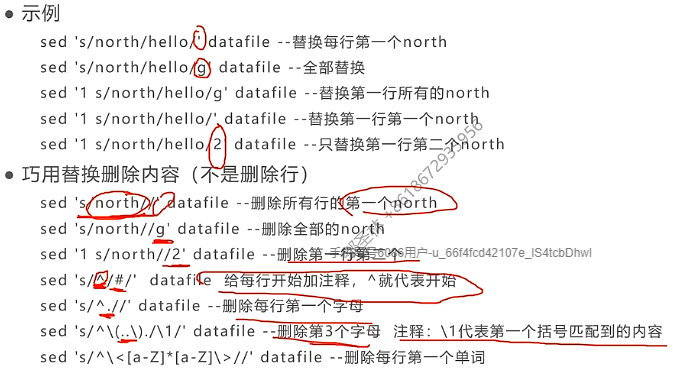 ● 示例
sed 's/north/hello/' datafile --替换每行第一个north
sed 's/north/hello/g' datafile --全部替换
sed '1 s/north/hello/g' datafile --替换第一行所有的north
sed '1 s/north/hello/' datafile --替换第一行第一个north
sed '1 s/north/hello/2' datafile --只替换第一行第二个north
● 巧用替换删除内容（不是删除行）
sed 's/north//' datafile --删除所有行的第一个north
sed 's/north//g' datafile --删除全部的north
sed '1 s/north//2' datafile --删除第一行第二个
sed 's/^/#/' datafile 给每行开始加注释，^就代表开始
sed 's/^.//' datafile --删除每行第一个字母
sed 's/^\(..\)./\1/' datafile --删除第3个字母 注释：\1代表第一个括号匹配到的内容
sed 's/^\<[a-Z]*[a-Z]\>//' datafile --删除每行第一个单词